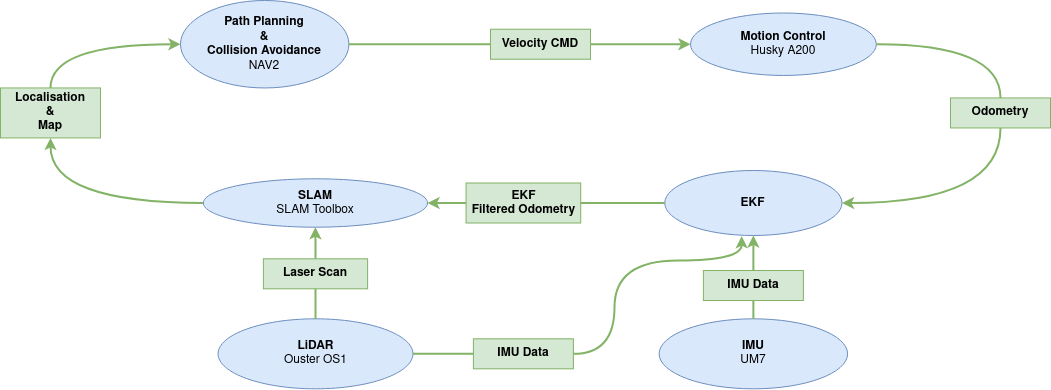 Path Planning
&
Collision Avoidance
NAV2
Velocity CMD
Motion Control
Husky A200
Localisation
&
Map
Odometry
SLAM
SLAM Toolbox
EKF
Filtered Odometry
EKF
Laser Scan
IMU Data
LiDAR
Ouster OS1
IMU Data
IMU
UM7